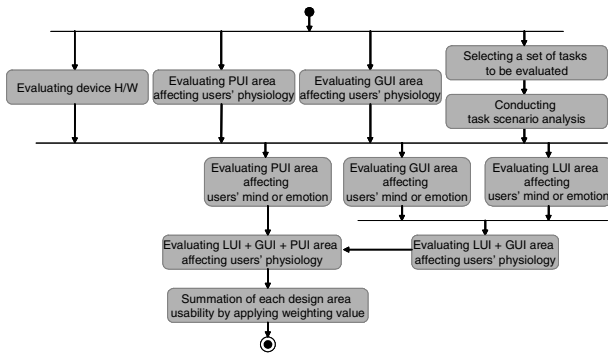 Evaluating device H/W
Evaluating PUI area
affecting users' physiology
Evaluating GUI area
affecting users' physiology
Selecting a set of tasks
to be evaluated
Conducting
task scenario analysis
Evaluating PUI area
affecting
users' mind or emotion
Evaluating GUI area
affecting
users' mind or emotion
Evaluating LUI area
affecting
users' mind or emotion
Evaluating LUI + GUI + PUI area
affecting users' physiology
Evaluating LUI + GUI area
affecting users' physiology
Summation of each design area
usability by applying weighting value